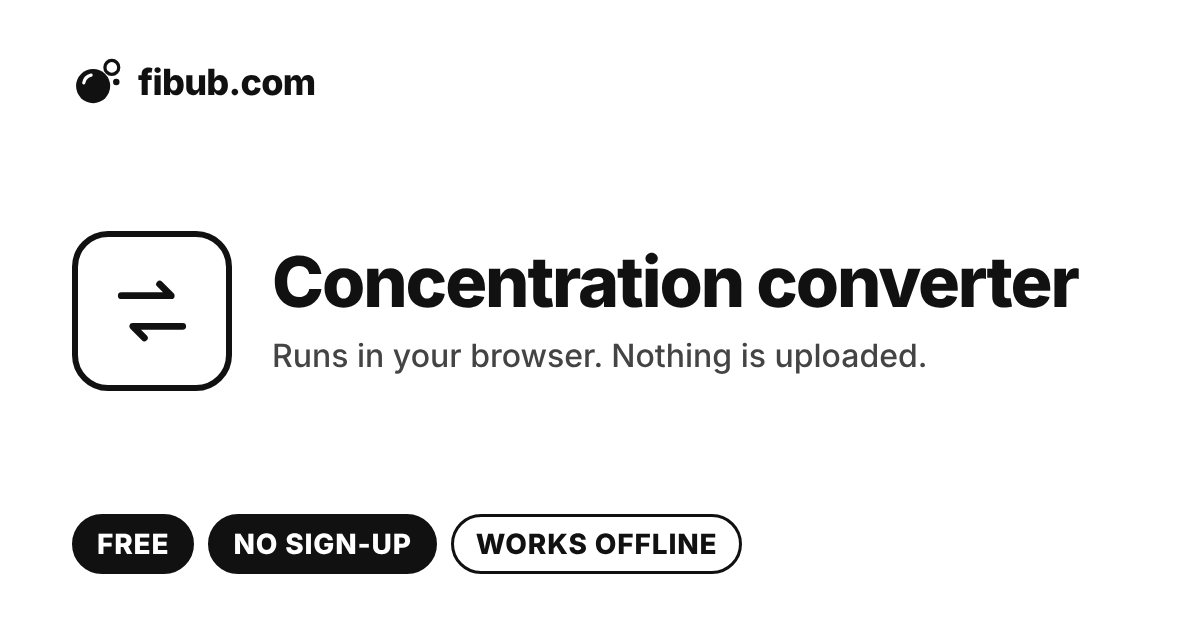 fibub.com
Concentration converter
Runs in your browser. Nothing is uploaded.
FREE NO SIGN-UP WORKS OFFLINE